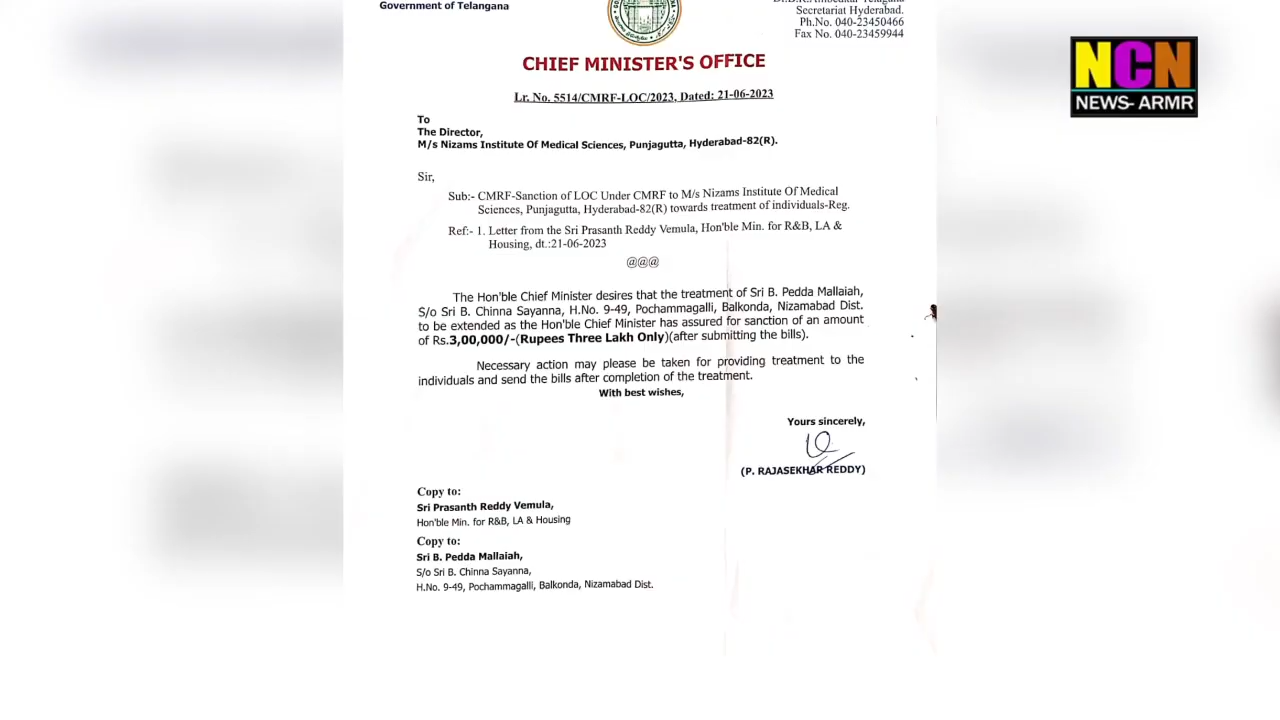 Government of Telangana
Secretariat Hyderabad.
Ph.No. 040-23450466
Fax No. 040-23459944
CHIEF MINISTER'S OFFICE
Lr. No. 5514/CMRF-LOC/2023, Dated: 21-06-2023
To
The Director,
M/s Nizams Institute Of Medical Sciences, Punjagutta, Hyderabad-82(R).
Sir,
Sub:- CMRF-Sanction of LOC Under CMRF to M/s Nizams Institute Of Medical
Sciences, Punjagutta, Hyderabad-82(R) towards treatment of individuals-Reg.
Ref:- 1. Letter from the Sri Prasanth Reddy Vemula, Hon'ble Min. for R&B, LA &
Housing, dt.:21-06-2023
@@@
The Hon'ble Chief Minister desires that the treatment of Sri B. Pedda Mallaiah,
S/o Sri B. Chinna Sayanna, H.No. 9-49, Pochammagalli, Balkonda, Nizamabad Dist.
to be extended as the Hon'ble Chief Minister has assured for sanction of an amount
of Rs.3,00,000/-(Rupees Three Lakh Only)(after submitting the bills).
Necessary action may please be taken for providing treatment to the
individuals and send the bills after completion of the treatment.
With best wishes,
Yours sincerely,
(P. RAJASEKHAR REDDY)
Copy to:
Sri Prasanth Reddy Vemula,
Hon'ble Min. for R&B, LA & Housing
Copy to:
Sri B. Pedda Mallaiah,
S/o Sri B. Chinna Sayanna,
H.No. 9-49, Pochammagalli, Balkonda, Nizamabad Dist.
NCN
NEWS- ARMR